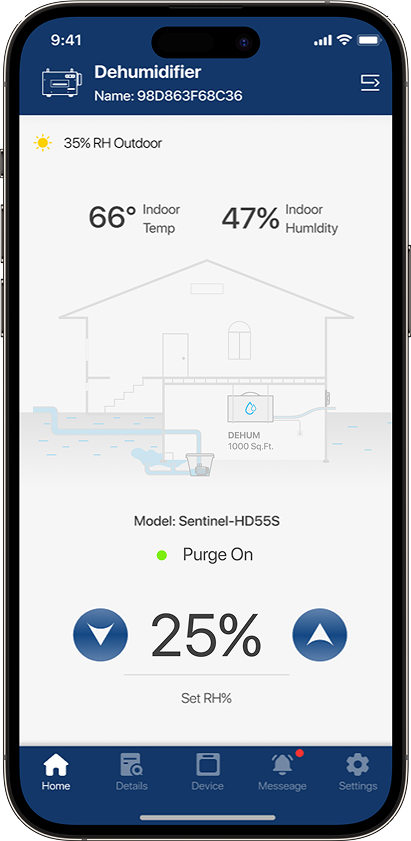 9:41
Dehumidifier
Name: 98D863F68C36
35% RH Outdoor
66° Indoor Temp
47% Indoor Humldity
DEHUM
1000 Sq.Ft.
Model: Sentinel-HD55S
Purge On
25%
Set RH%
Home
Details
Device
Messeage
Settings